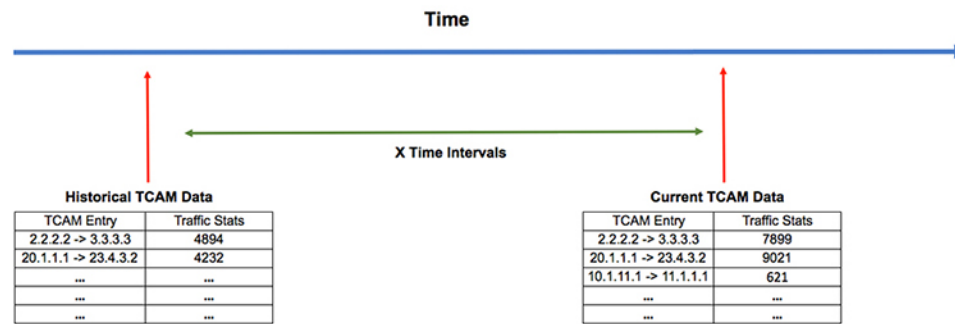 Time
X Time Intervals
Historical TCAM Data
TCAM Entry Traffic Stats
2.2.2.2 -> 3.3.3.3 4894
20.1.1.1 -> 23.4.3.2 4232
... ...
... ...
... ...
Current TCAM Data
TCAM Entry Traffic Stats
2.2.2.2 -> 3.3.3.3 7899
20.1.1.1 -> 23.4.3.2 9021
10.1.11.1 -> 11.1.1.1 621
... ...
... ...